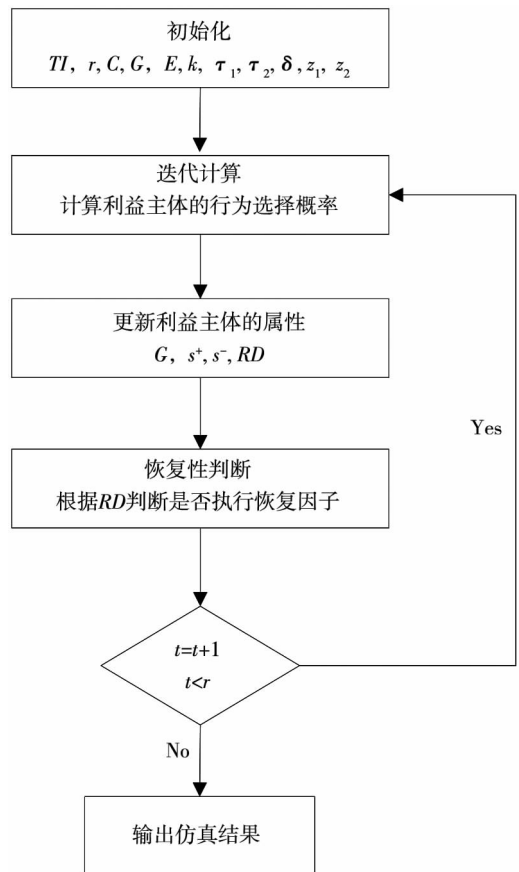 初始化
TI, r, C, G, E, k, τ₁, τ₂, δ, z₁, z₂
迭代计算
计算利益主体的行为选择概率
更新利益主体的属性
G, s⁺, s⁻, RD
恢复性判断
根据RD判断是否执行恢复因子
Yes
t=t+1
t<r
No
输出仿真结果